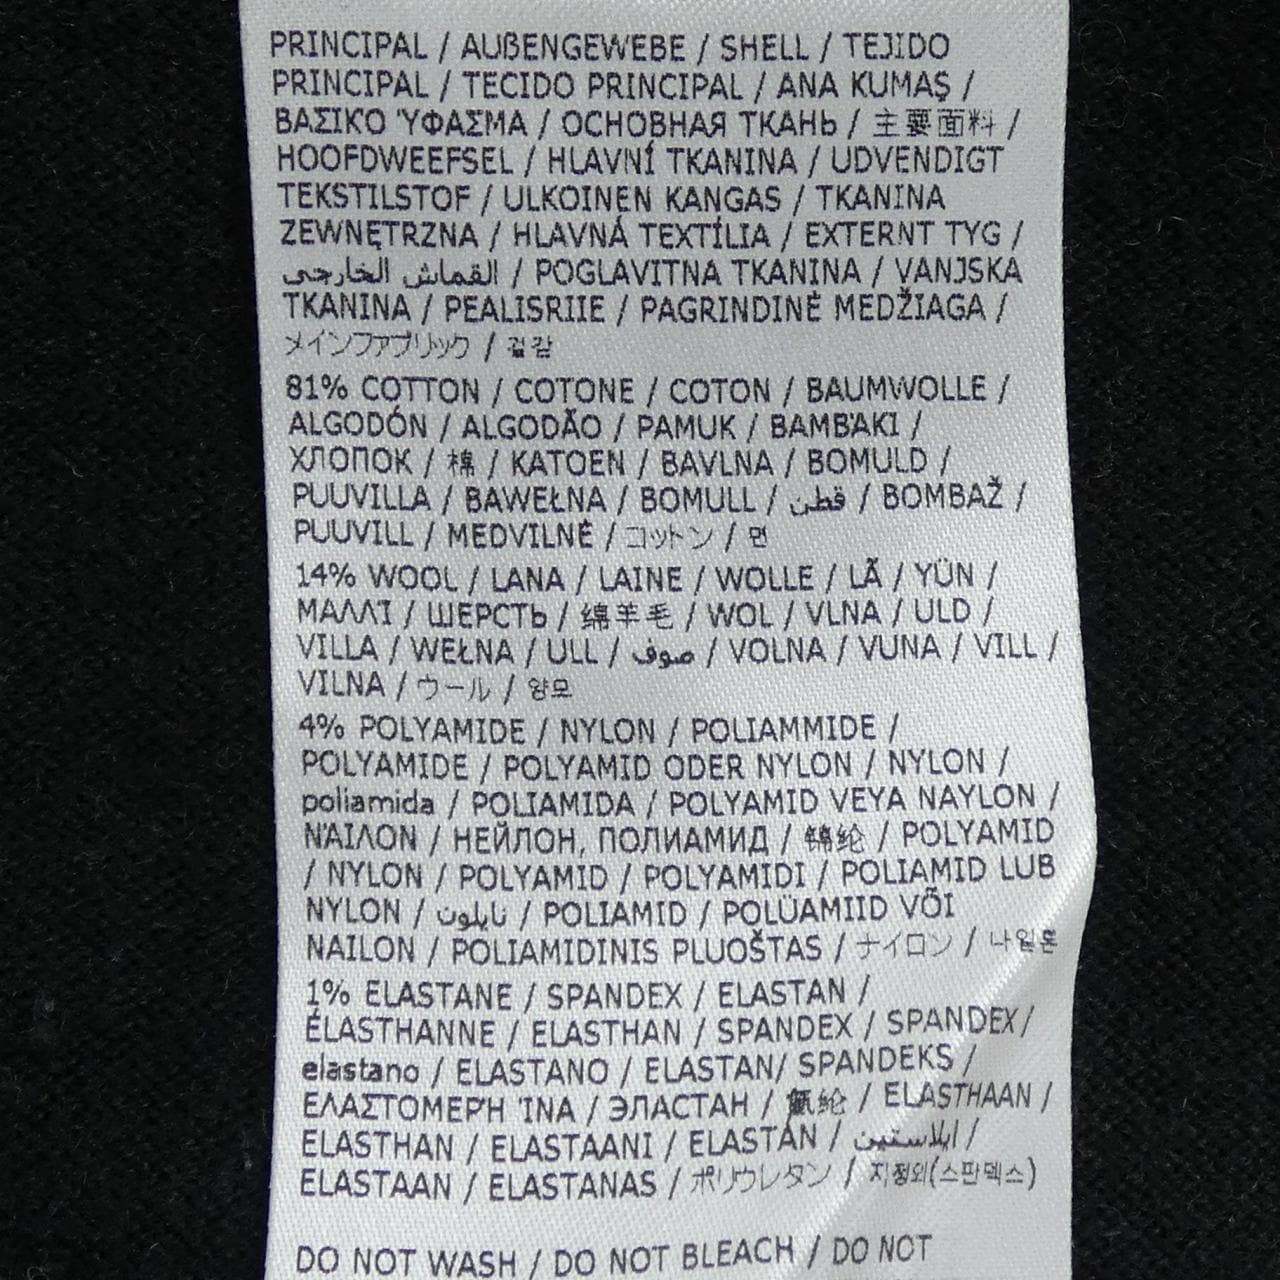 PRINCIPAL / AUßENGEWEBE / SHELL / TEJIDO
PRINCIPAL / TECIDO PRINCIPAL / ANA KUMAŞ /
ΒΑΣΙΚΟ ΎΦΑΣΜΑ / ОСНОВНАЯ ТКАНЬ / 主要面料 /
HOOFDWEEFSEL / HLAVNÍ TKANINA / UDVENDIGT
TEKSTILSTOF / ULKOINEN KANGAS / TKANINA
ZEWNĘTRZNA / HLAVNÁ TEXTÍLIA / EXTERNT TYG /
القماش الخارجي / POGLAVITNA TKANINA / VANJSKA
TKANINA / PEALISRIIE / PAGRINDINĖ MEDŽIAGA /
メインファブリック / 겉감
81% COTTON / COTONE / COTON / BAUMWOLLE /
ALGODÓN / ALGODÃO / PAMUK / ΒΑΜΒΆΚΙ /
ХЛОПОК / 棉 / KATOEN / BAVLNA / BOMULD /
PUUVILLA / BAWEŁNA / BOMULL / قطن / BOMBAŽ /
PUUVILL / MEDVILNĖ / コットン / 면
14% WOOL / LANA / LAINE / WOLLE / LÃ / YÜN /
ΜΑΛΛΊ / ШЕРСТЬ / 绵羊毛 / WOL / VLNA / ULD /
VILLA / WEŁNA / ULL / صوف / VOLNA / VUNA / VILL /
VILNA / ウール / 양모
4% POLYAMIDE / NYLON / POLIAMMIDE /
POLYAMIDE / POLYAMID ODER NYLON / NYLON /
poliamida / POLIAMIDA / POLYAMID VEYA NAYLON /
ΝΆΙΛΟΝ / НЕЙЛОН, ПОЛИАМИД / 锦纶 / POLYAMID
/ NYLON / POLYAMID / POLYAMIDI / POLIAMID LUB
NYLON / نايلون / POLIAMID / POLÜAMIID VÕI
NAILON / POLIAMIDINIS PLUOŠTAS / ナイロン / 나일론
1% ELASTANE / SPANDEX / ELASTAN /
ÉLASTHANNE / ELASTHAN / SPANDEX / SPANDEX/
elastano / ELASTANO / ELASTAN/ SPANDEKS /
ΕΛΑΣΤΟΜΕΡΉ ΊΝΑ / ЭЛАСТАН / 氨纶 / ELASTHAAN /
ELASTHAN / ELASTAANI / ELASTÁN / ايلاستين /
ELASTAAN / ELASTANAS / ポリウレタン / 지정외(스판덱스)
DO NOT WASH / DO NOT BLEACH / DO NOT